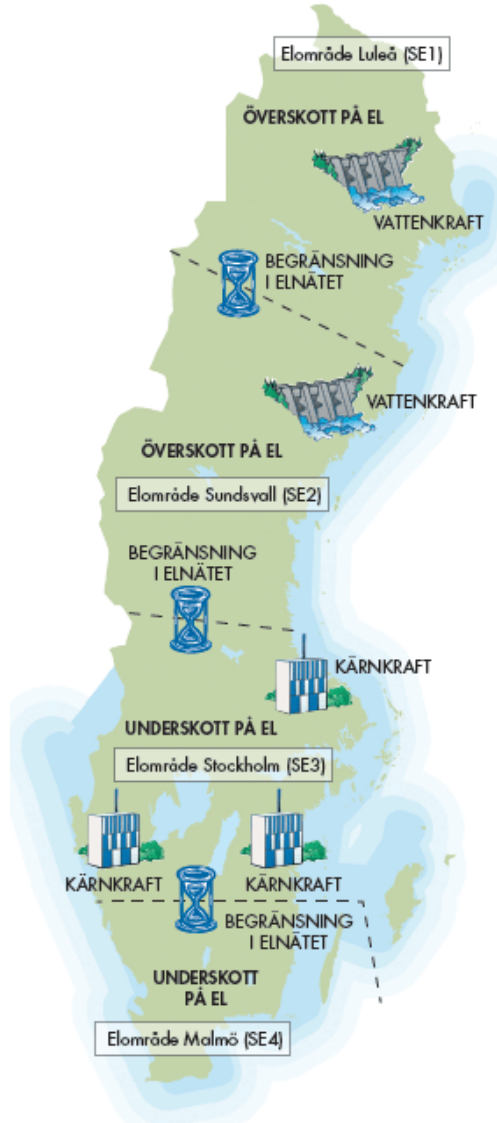 Elområde Luleå (SE1)
ÖVERSKOTT PÅ EL
VATTENKRAFT
BEGRÄNSNING
I ELNÄTET
VATTENKRAFT
ÖVERSKOTT PÅ EL
Elområde Sundsvall (SE2)
BEGRÄNSNING
I ELNÄTET
KÄRNKRAFT
UNDERSKOTT PÅ EL
Elområde Stockholm (SE3)
KÄRNKRAFT
KÄRNKRAFT
BEGRÄNSNING
I ELNÄTET
UNDERSKOTT
PÅ EL
Elområde Malmö (SE4)